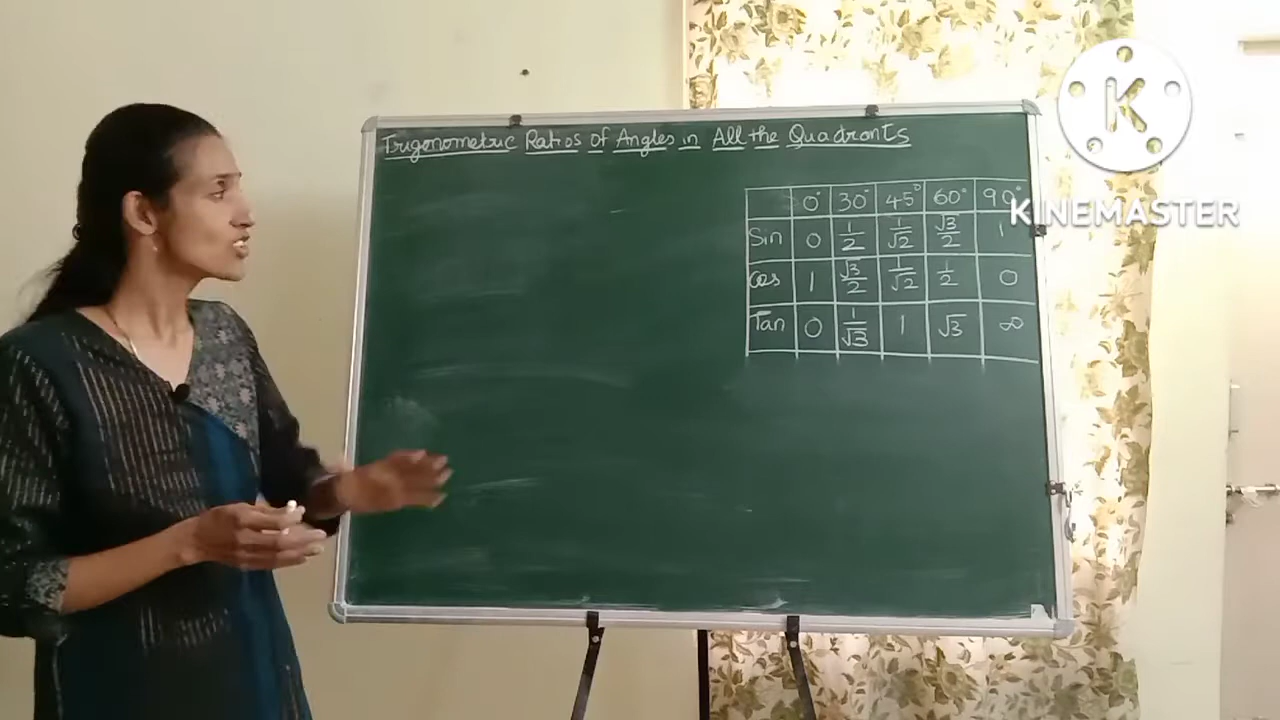 Trigonometric Ratios of Angles in All the Quadrants
K
0° 30° 45° 60° 90°
KINEMASTER
Sin 0 1/2 1/√2 √3/2 1
Cos 1 √3/2 1/√2 1/2 0
Tan 0 1/√3 1 √3 ∞